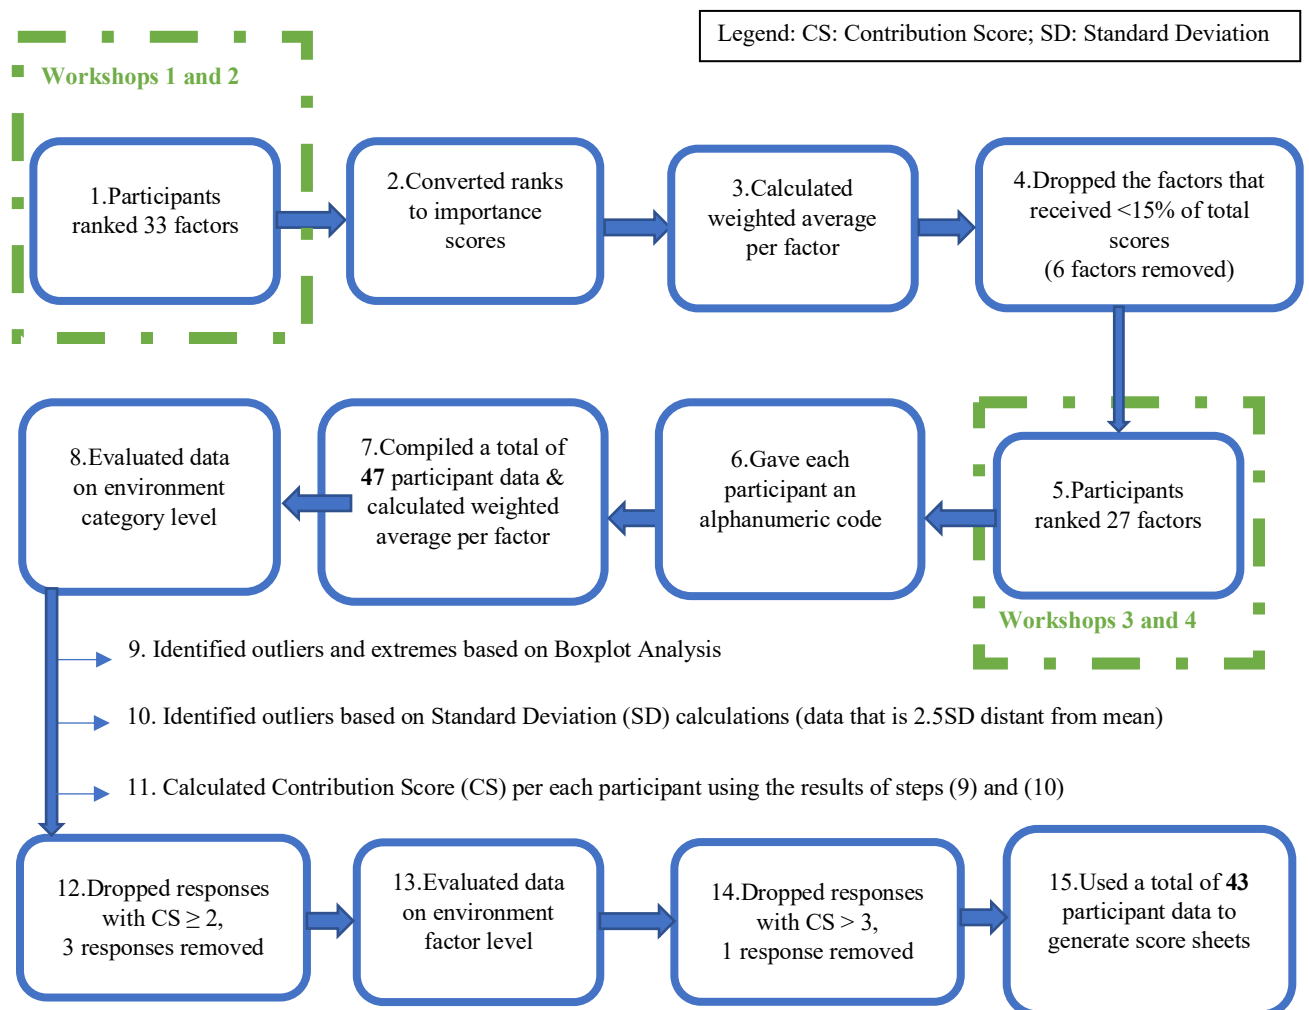 Legend: CS: Contribution Score; SD: Standard Deviation
Workshops 1 and 2
1.Participants
ranked 33 factors
2.Converted ranks
to importance
scores
3.Calculated
weighted average
per factor
4.Dropped the factors that
received <15% of total
scores
(6 factors removed)
5.Participants
ranked 27 factors
Workshops 3 and 4
6.Gave each
participant an
alphanumeric code
7.Compiled a total of
47 participant data &
calculated weighted
average per factor
8.Evaluated data
on environment
category level
9. Identified outliers and extremes based on Boxplot Analysis
10. Identified outliers based on Standard Deviation (SD) calculations (data that is 2.5SD distant from mean)
11. Calculated Contribution Score (CS) per each participant using the results of steps (9) and (10)
12.Dropped responses
with CS ≥ 2,
3 responses removed
13.Evaluated data
on environment
factor level
14.Dropped responses
with CS > 3,
1 response removed
15.Used a total of 43
participant data to
generate score sheets